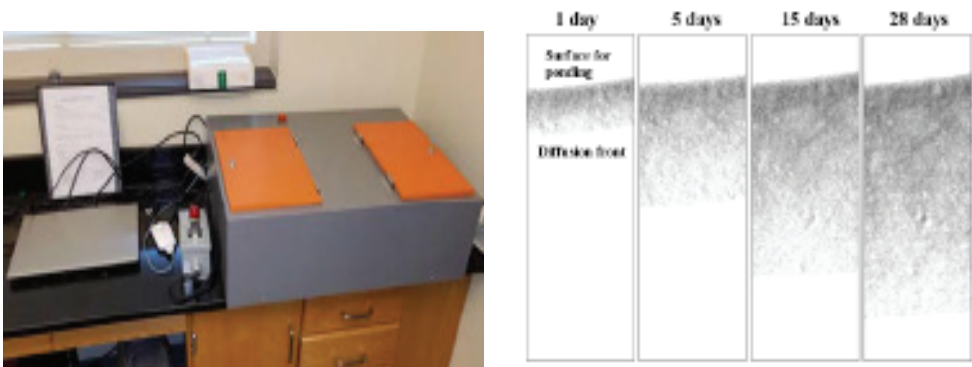 1 day
5 days
15 days
28 days
Surface for
ponding
Diffusion front